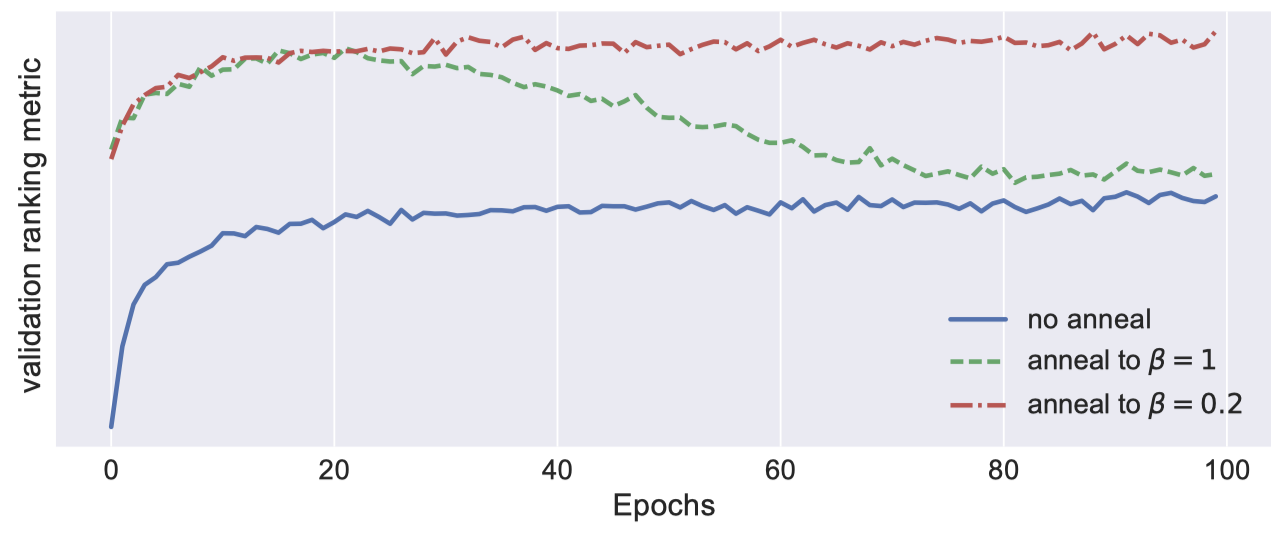 validation ranking metric
no anneal
anneal to β = 1
anneal to β = 0.2
0 20 40 60 80 100
Epochs